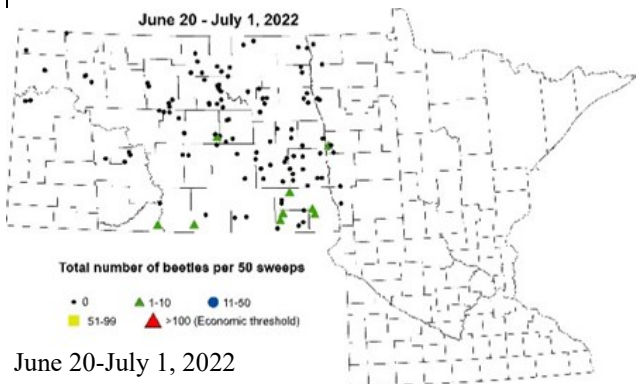 June 20 - July 1, 2022
Total number of beetles per 50 sweeps
0 1-10 11-50
51-99 >100 (Economic threshold)
June 20-July 1, 2022